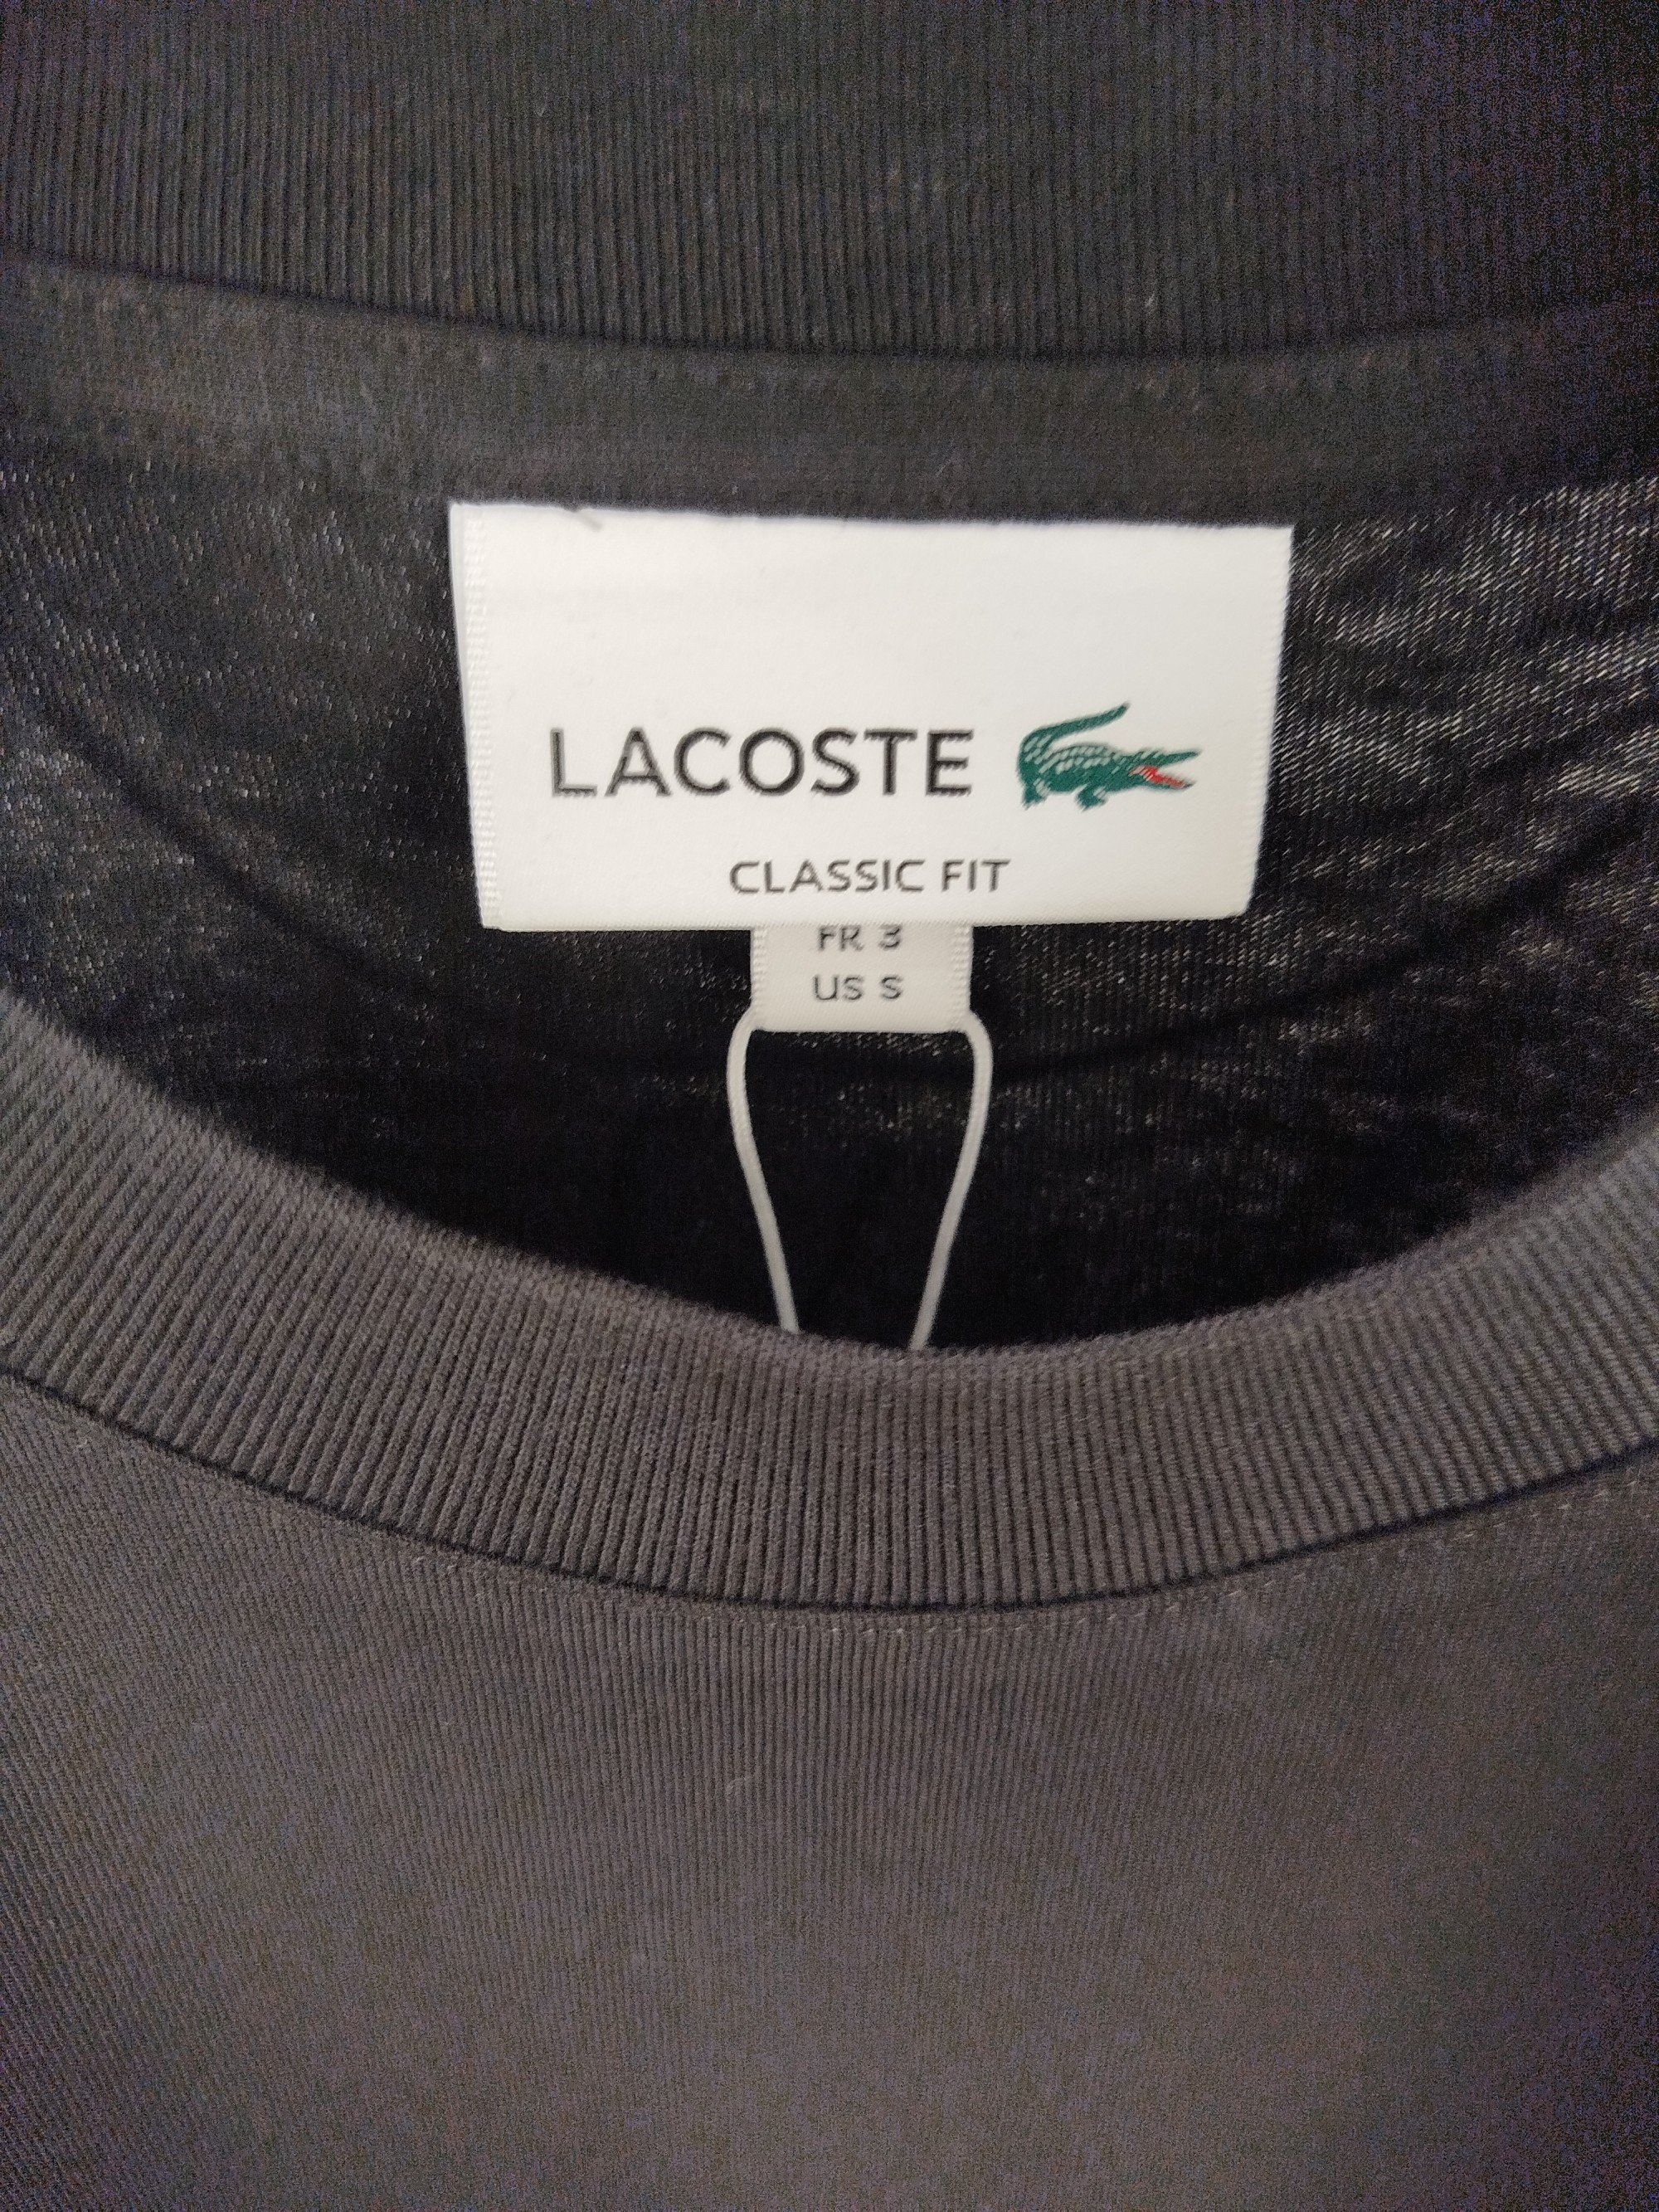 LACOSTE
CLASSIC FIT
FR 3
US S